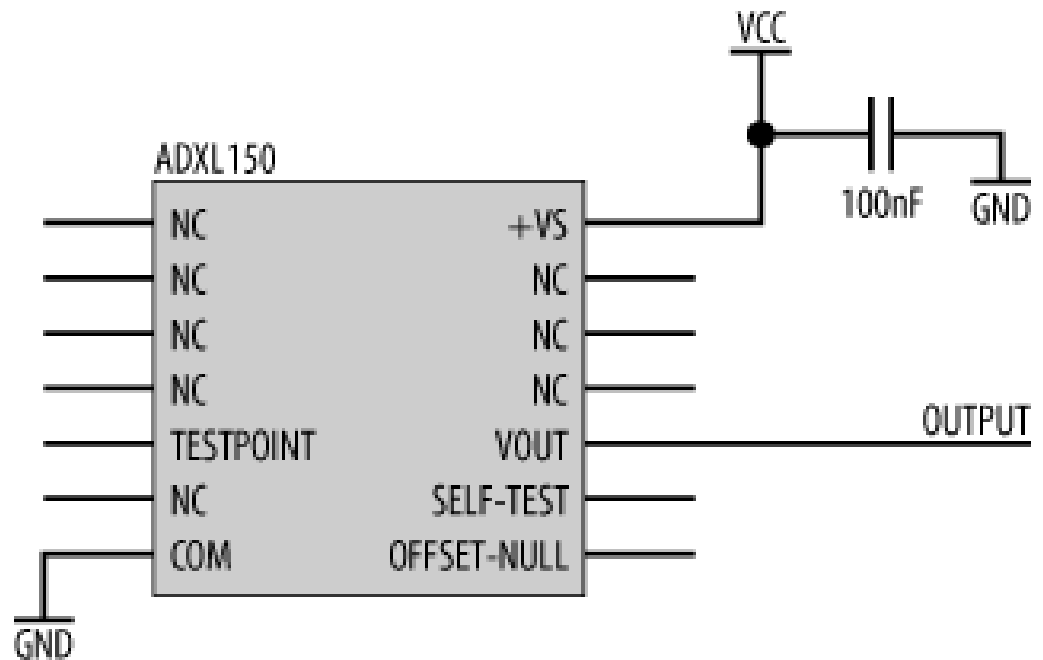 VCC
ADXL150
100nF
GND
NC
+VS
NC
NC
NC
NC
NC
NC
TESTPOINT
VOUT
OUTPUT
NC
SELF-TEST
COM
OFFSET-NULL
GND